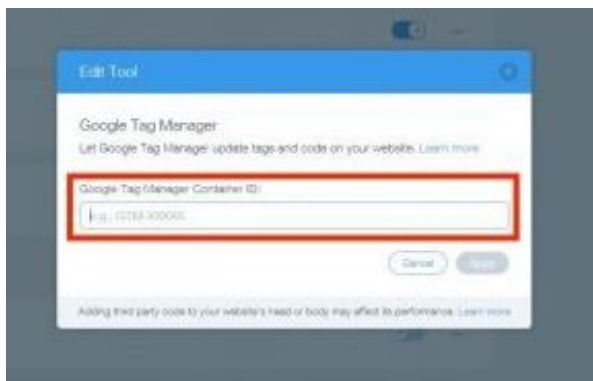 Edit Tool
Google Tag Manager
Let Google Tag Manager update tags and code on your website. Learn more
Google Tag Manager Container ID:
e.g., GTM-XXXXXX
Cancel
Apply
Adding third party code to your website's head or body may affect its performance. Learn more